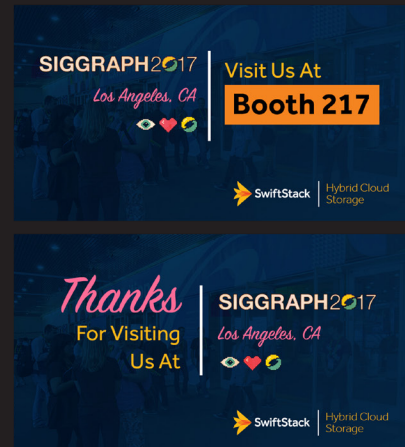 SIGGRAPH2017
Los Angeles, CA
Visit Us At
Booth 217
SwiftStack
Hybrid Cloud
Storage
Thanks
For Visiting
Us At
SIGGRAPH2017
Los Angeles, CA
SwiftStack
Hybrid Cloud
Storage